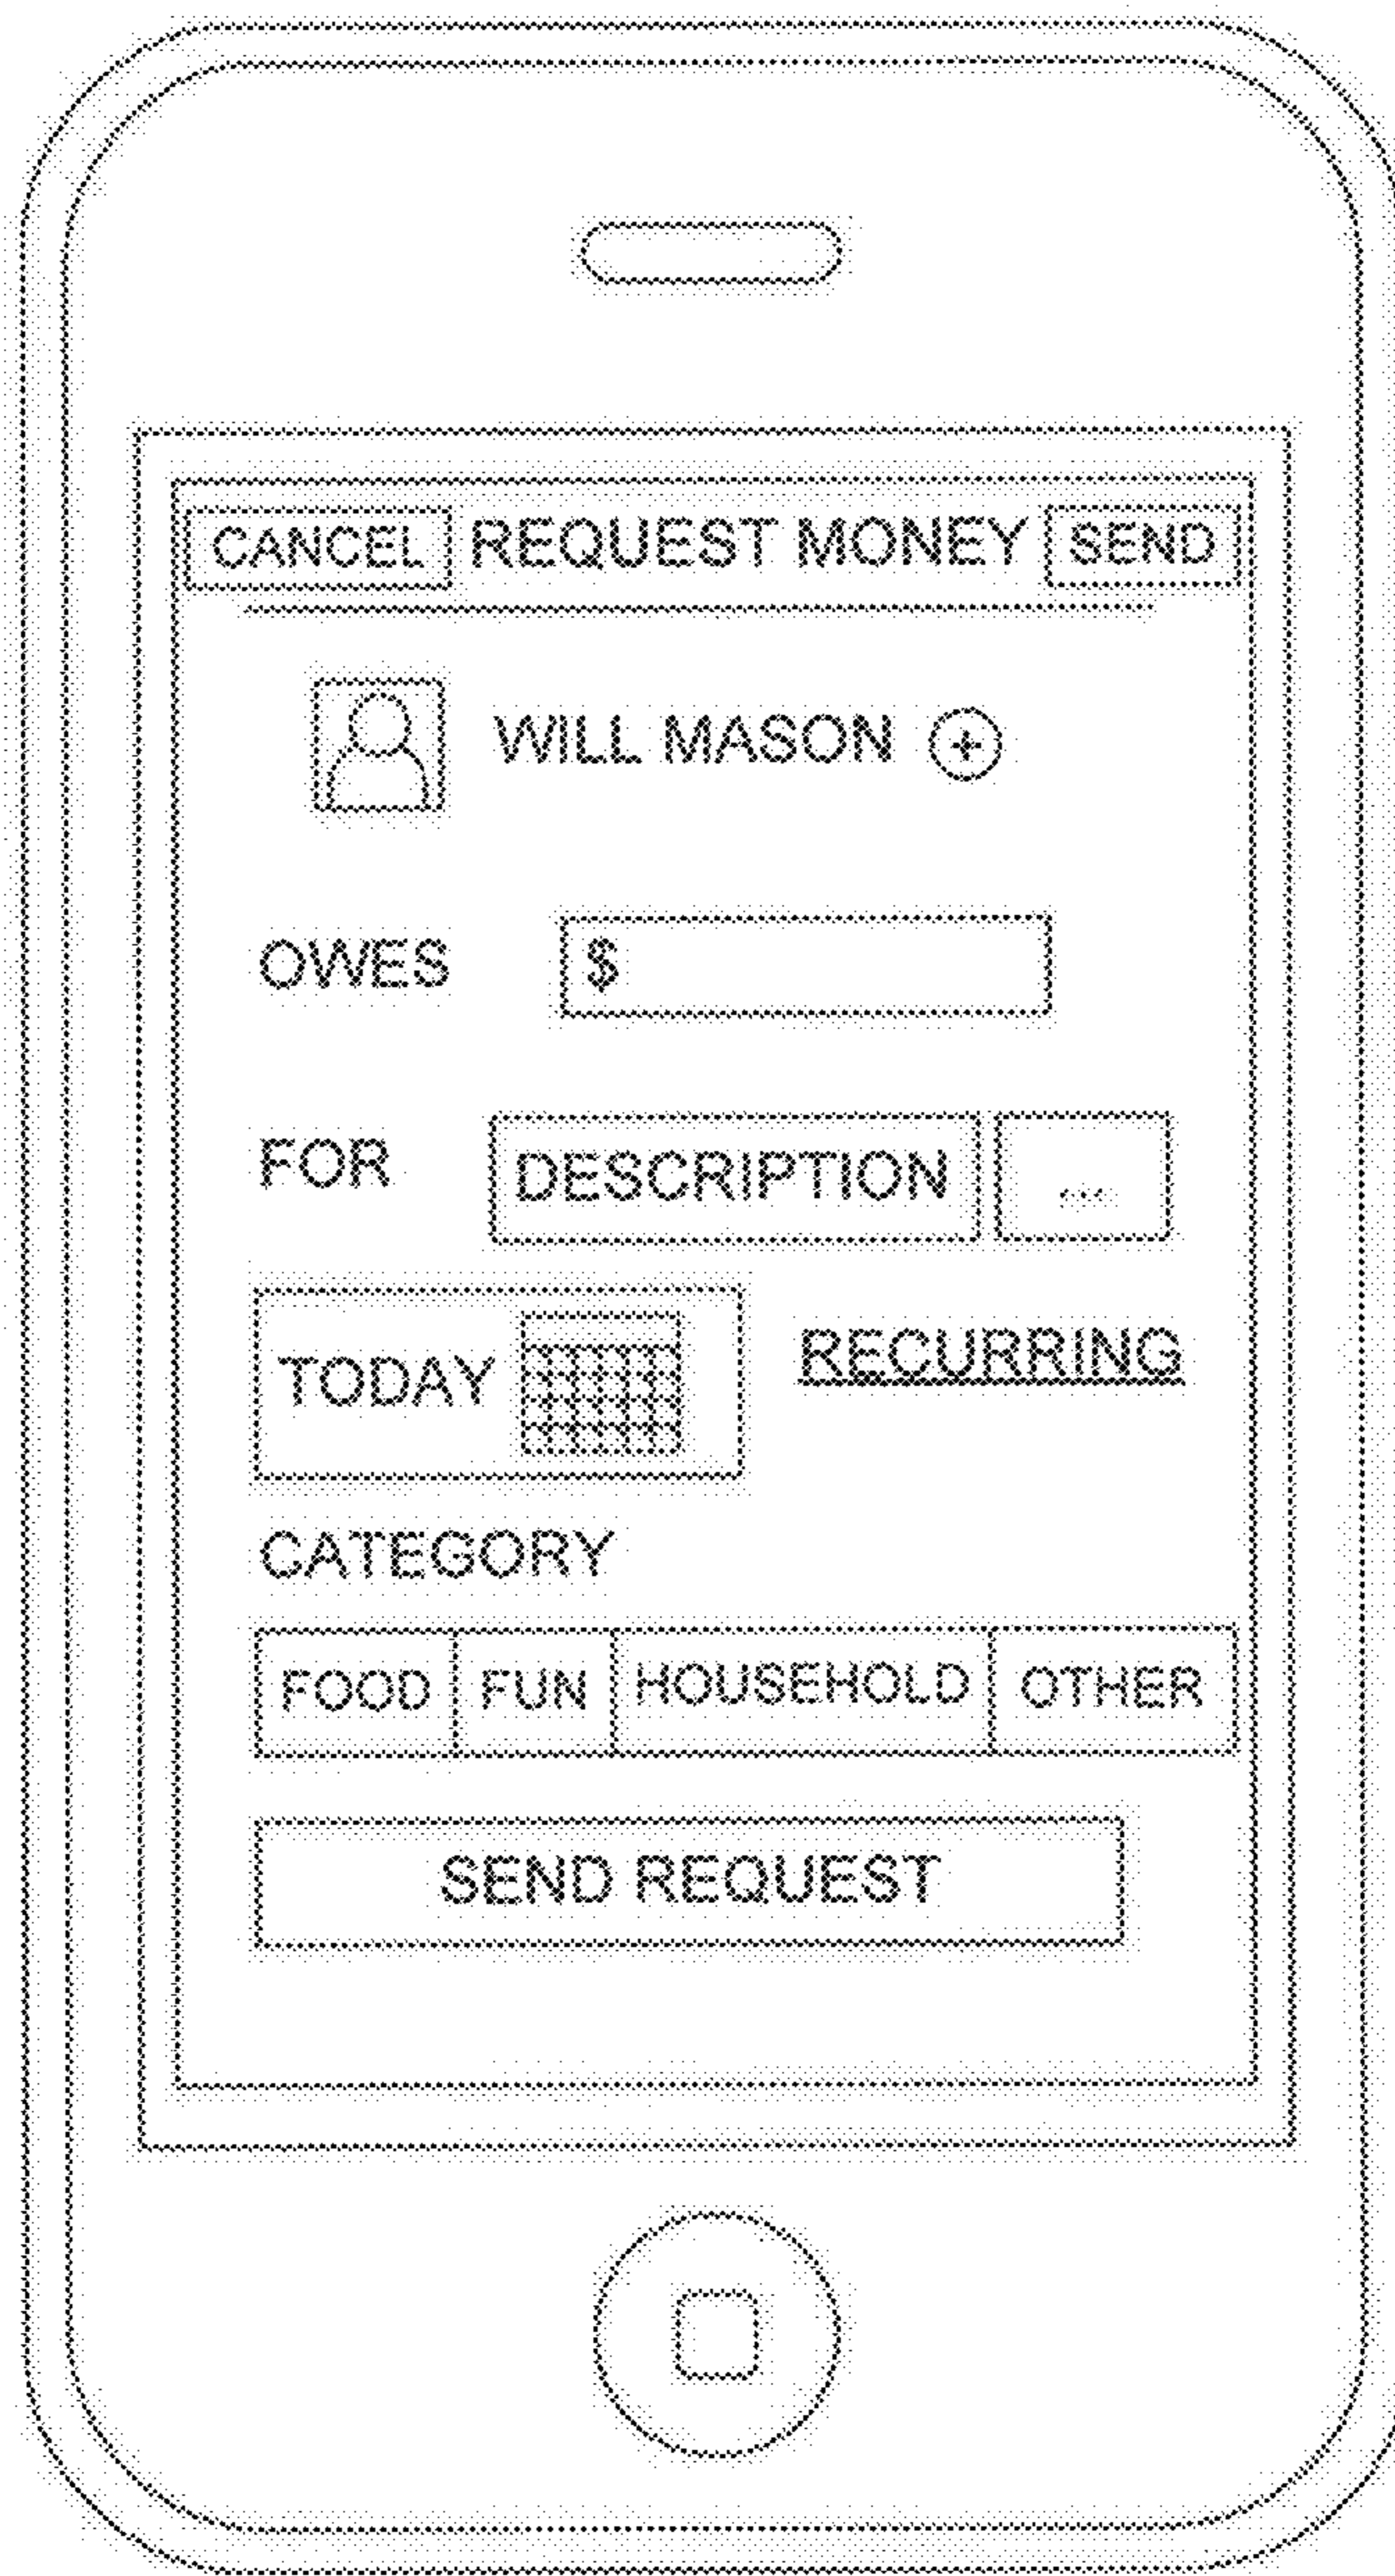 CANCEL REQUEST MONEY SEND
WILL MASON +
OWES $
FOR DESCRIPTION ...
TODAY RECURRING
CATEGORY
FOOD FUN HOUSEHOLD OTHER
SEND REQUEST